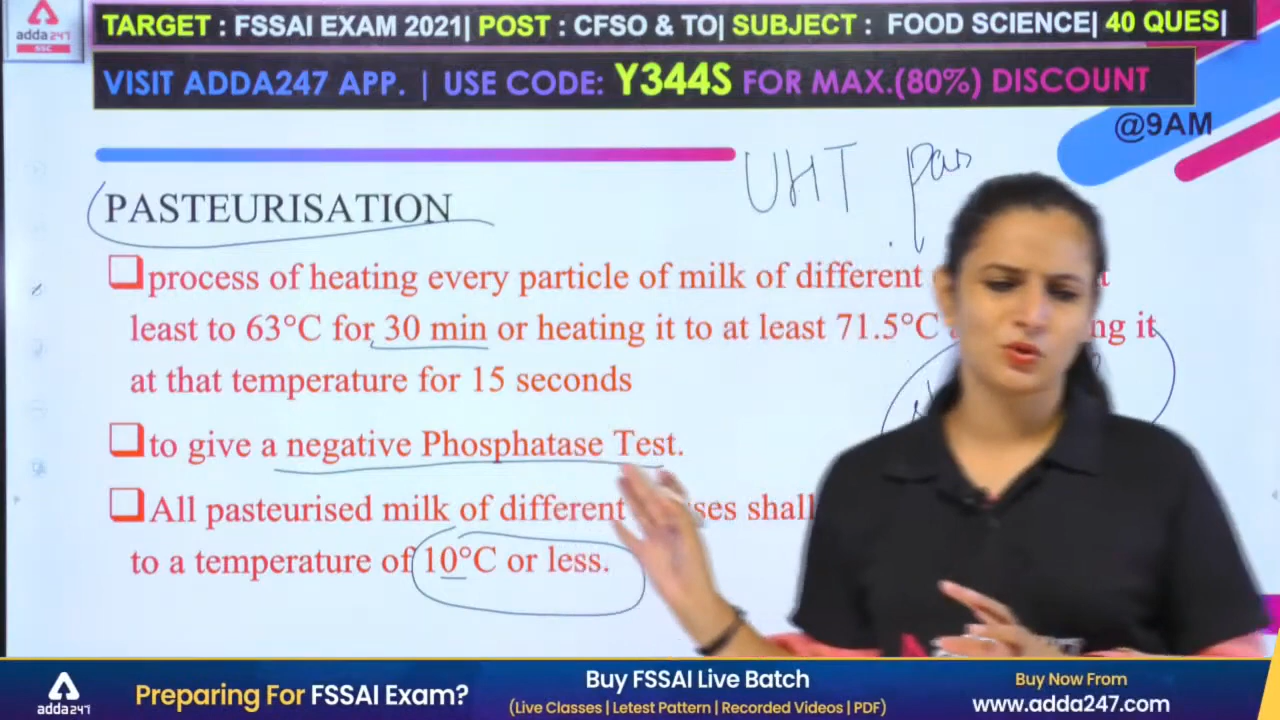 adda247
SSC
TARGET : FSSAI EXAM 2021| POST : CFSO & TO| SUBJECT : FOOD SCIENCE| 40 QUES|
VISIT ADDA247 APP. | USE CODE: Y344S FOR MAX.(80%) DISCOUNT
@9AM
UHT
PASTEURISATION
process of heating every particle of milk of different
least to 63°C for 30 min or heating it to at least 71.5°C it
at that temperature for 15 seconds
to give a negative Phosphatase Test.
All pasteurised milk of different shall
to a temperature of 10°C or less.
adda247
Preparing For FSSAI Exam?
Buy FSSAI Live Batch
(Live Classes | Letest Pattern | Recorded Videos | PDF)
Buy Now From
www.adda247.com